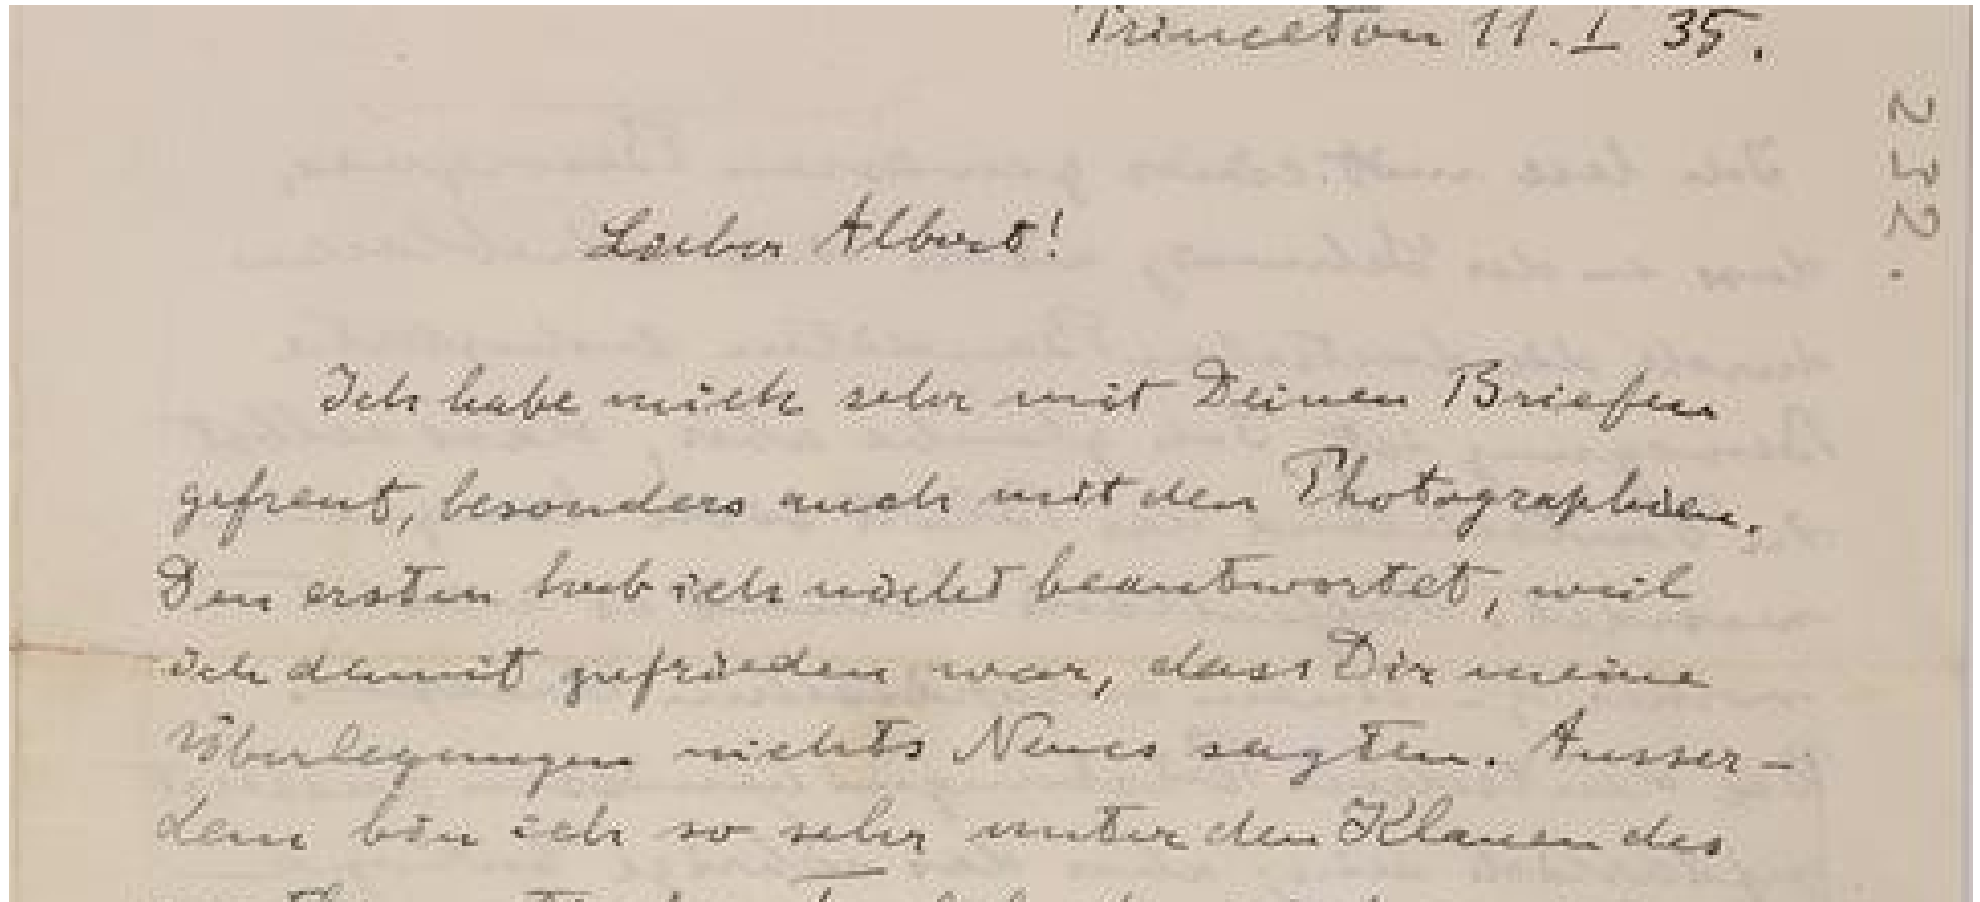 Princeton 11. I 35.
232.
Lieber Albert!
Ich habe mich sehr mit Deinen Briefen
gefreut, besonders auch mit den Photographien.
Den ersten hab ich nicht beantwortet, weil
ich damit zufrieden war, dass Dir meine
Überlegungen nichts Neues sagten. Ausser-
dem bin ich so sehr unter den Klauen des